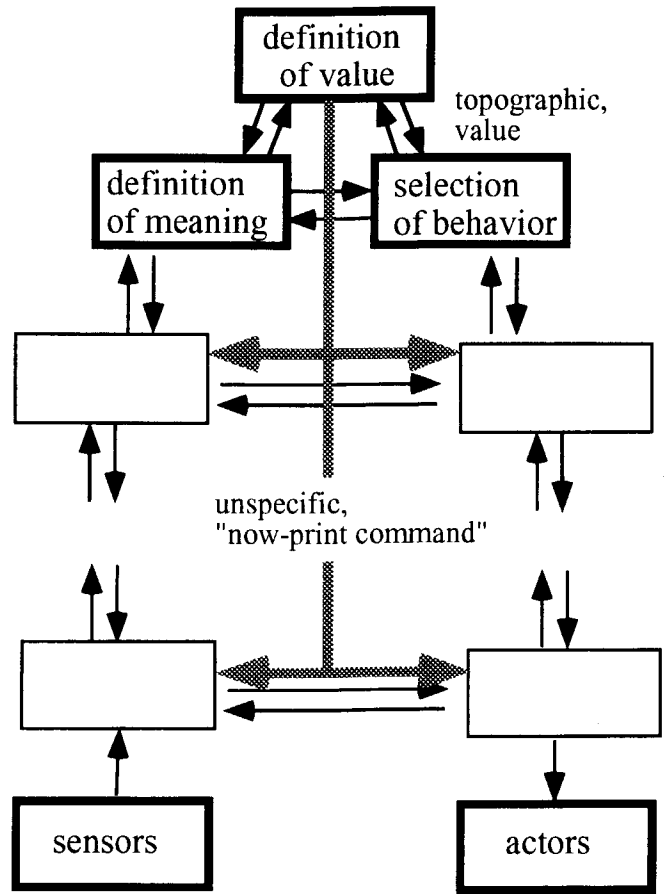 definition
of value
topographic,
value
definition
of meaning
selection
of behavior
unspecific,
"now-print command"
sensors
actors